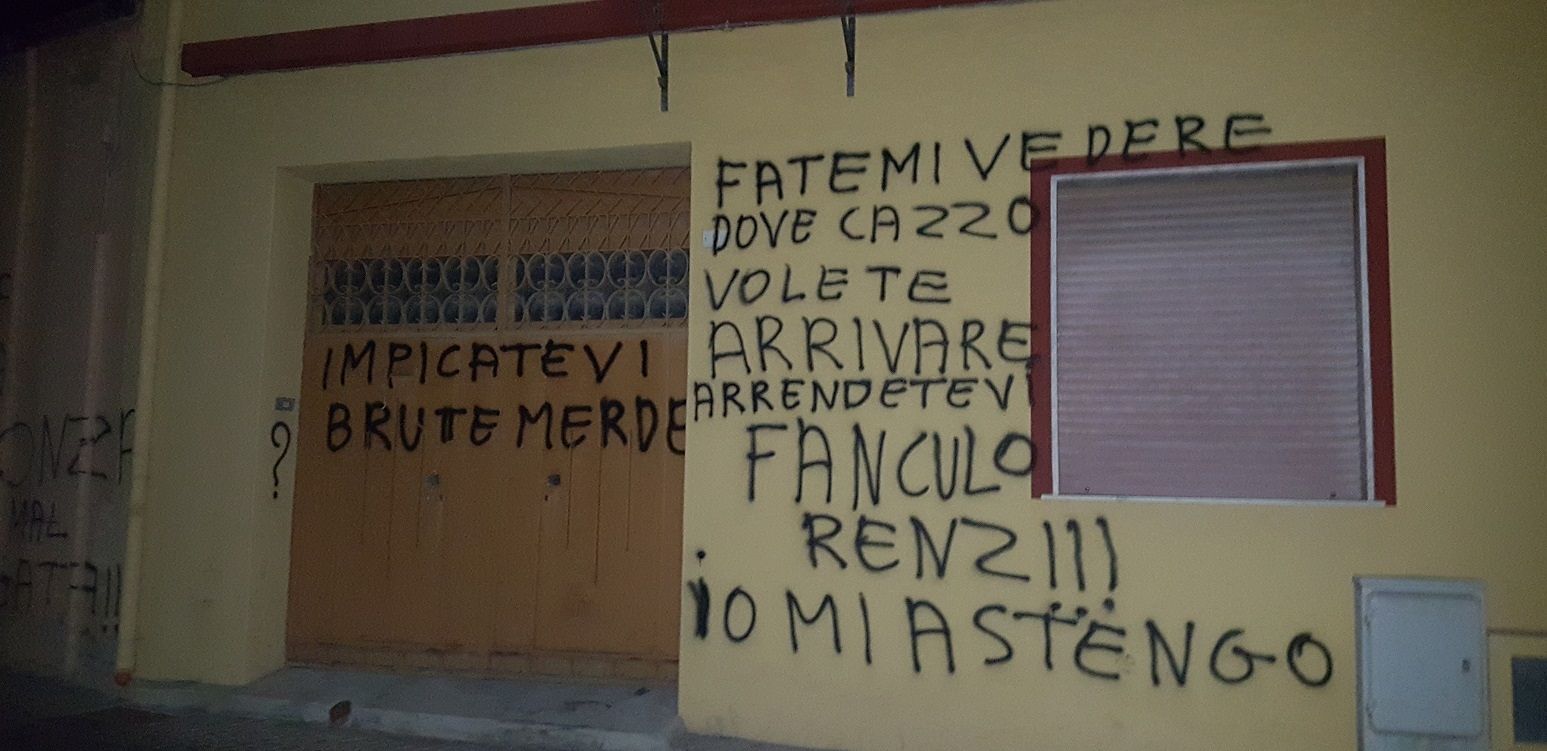 FATEMI VEDERE
DOVE CAZZO
VOLETE
ARRIVARE
ARRENDETEVI
FANCULO
RENZI!!
IO MI ASTENGO
IMPICATEVI
BRUTE MERDE
?